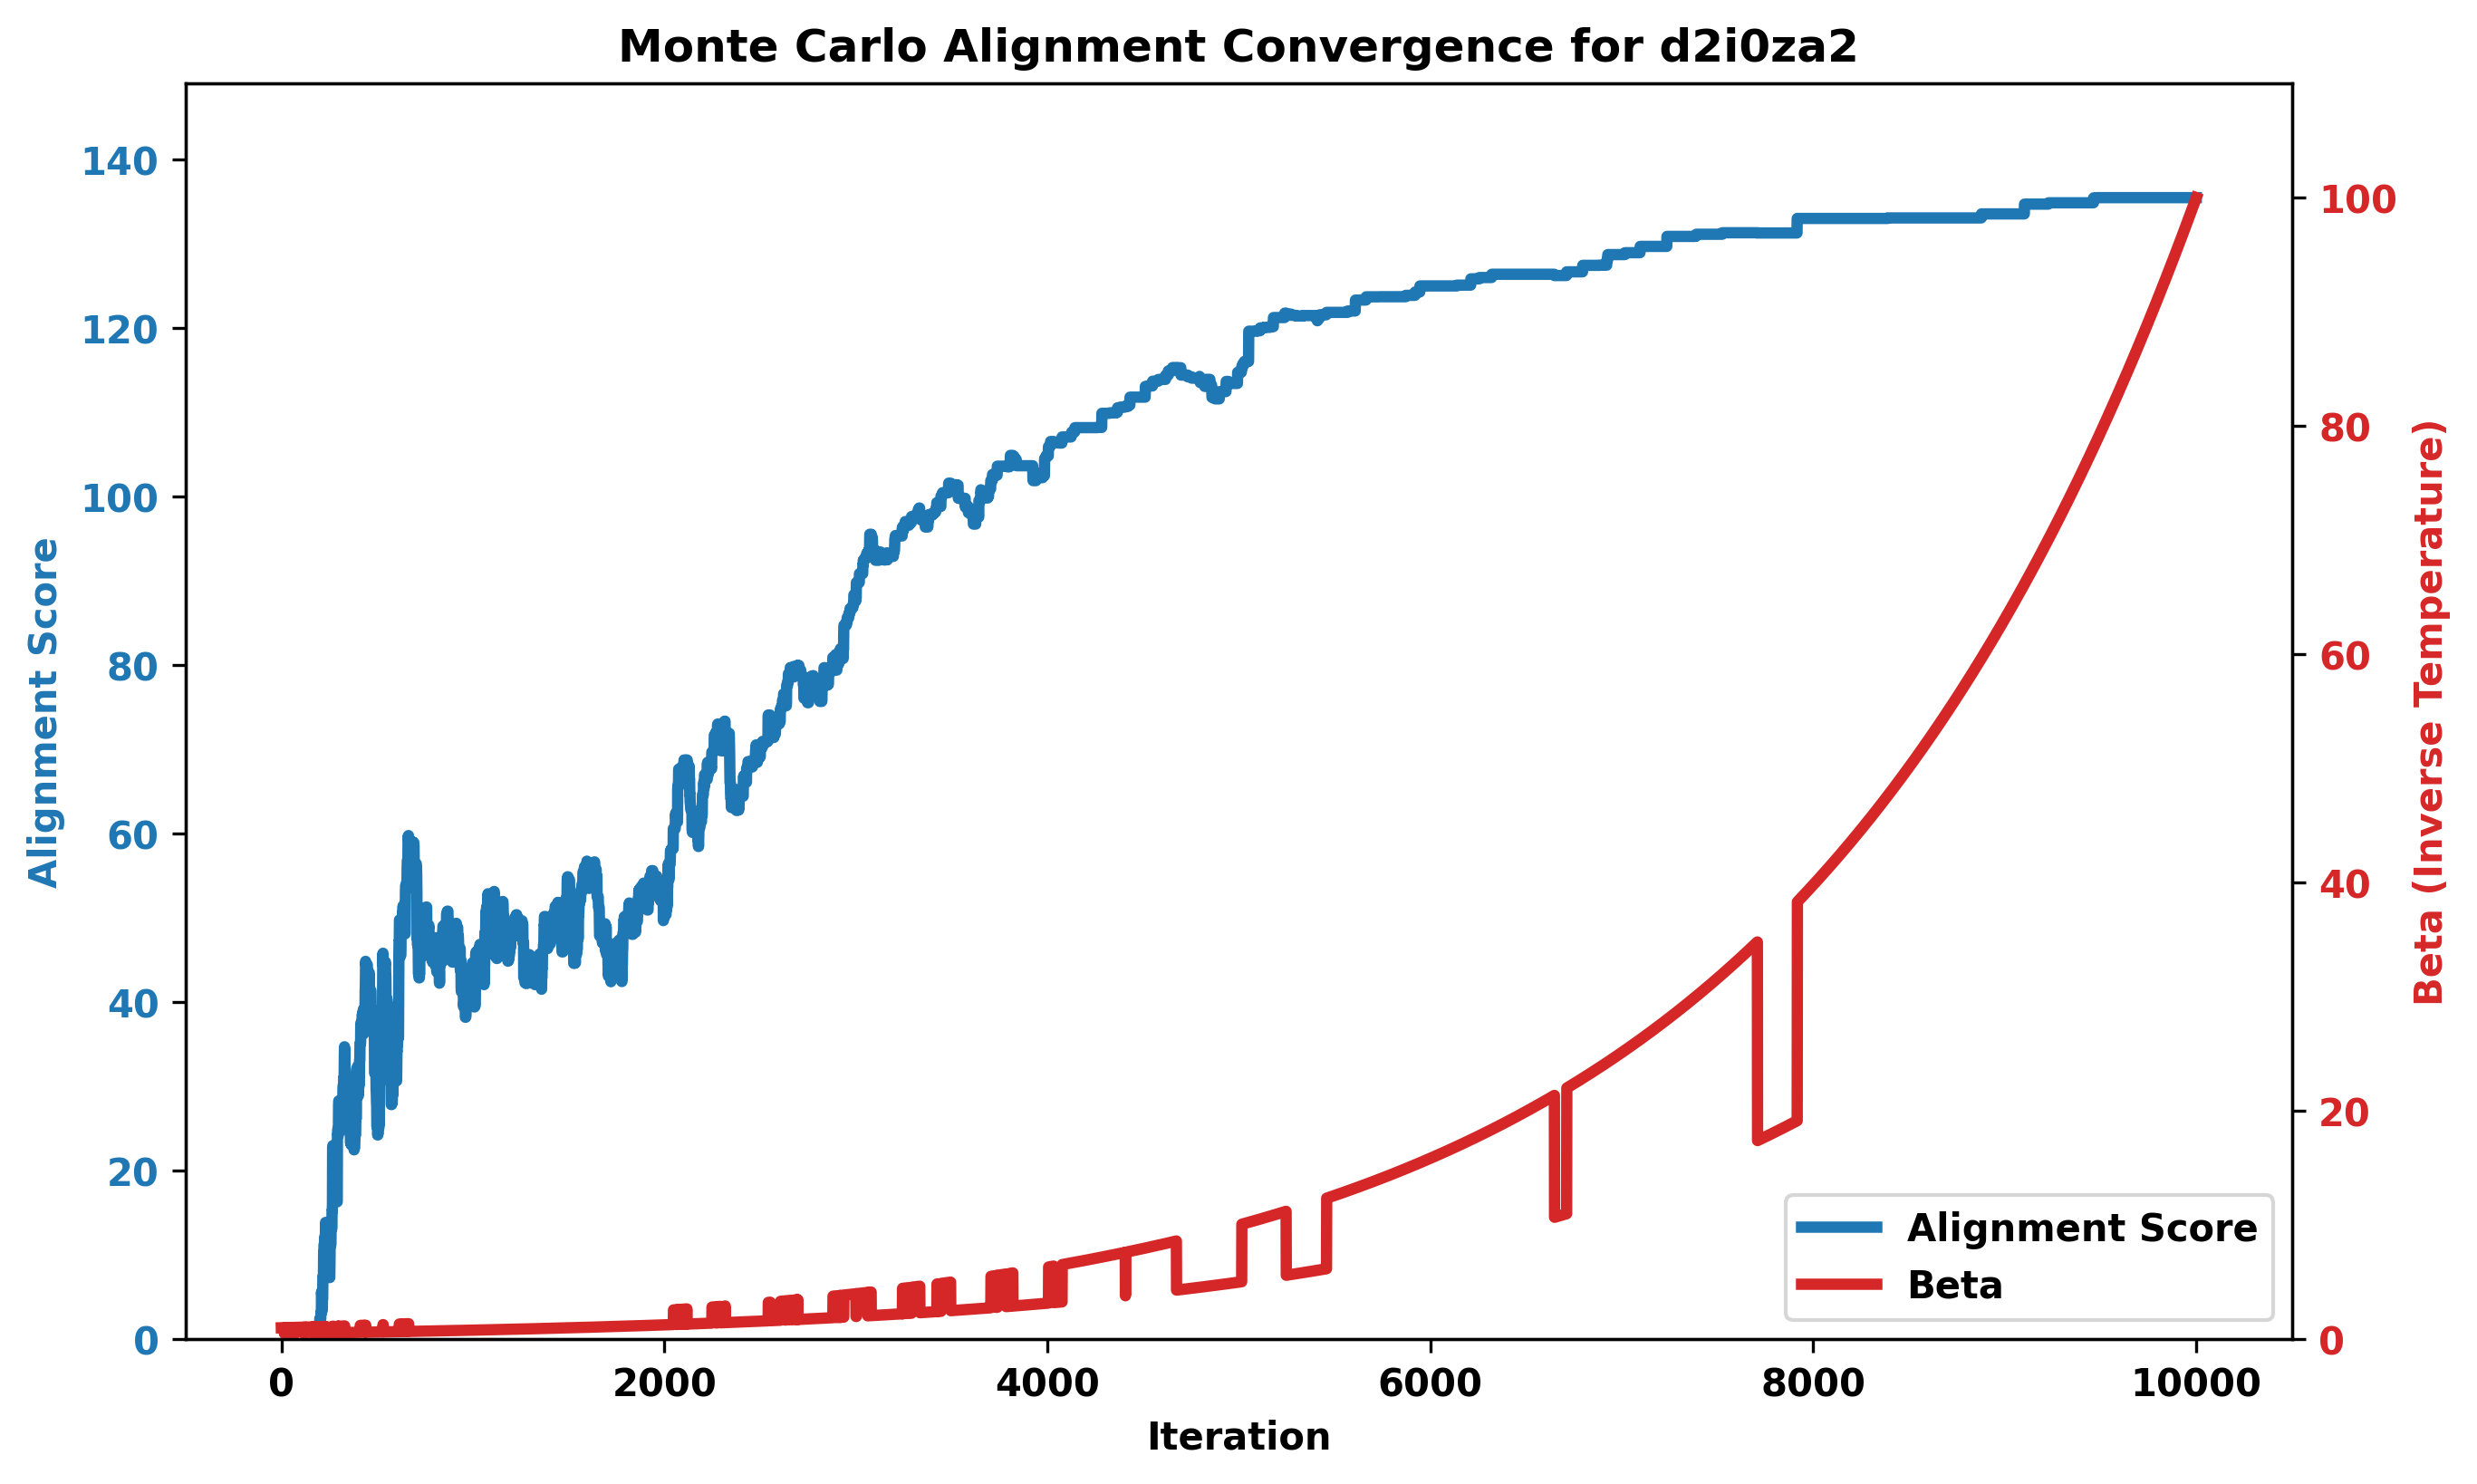 Monte Carlo Alignment Convergence for d2i0za2
140
120
100
80
60
40
20
0
Alignment Score
100
80
60
40
20
0
Beta (Inverse Temperature)
Alignment Score
Beta
0 2000 4000 6000 8000 10000
Iteration